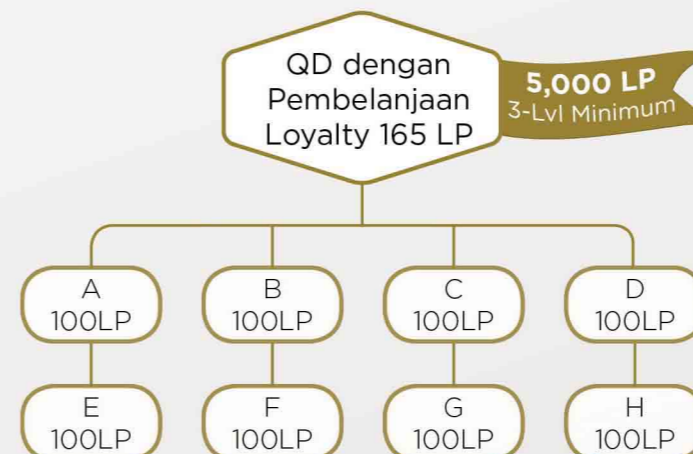 QD dengan
Pembelanjaan
Loyalty 165 LP
5,000 LP
3-Lvl Minimum
A
100LP
B
100LP
C
100LP
D
100LP
E
100LP
F
100LP
G
100LP
H
100LP